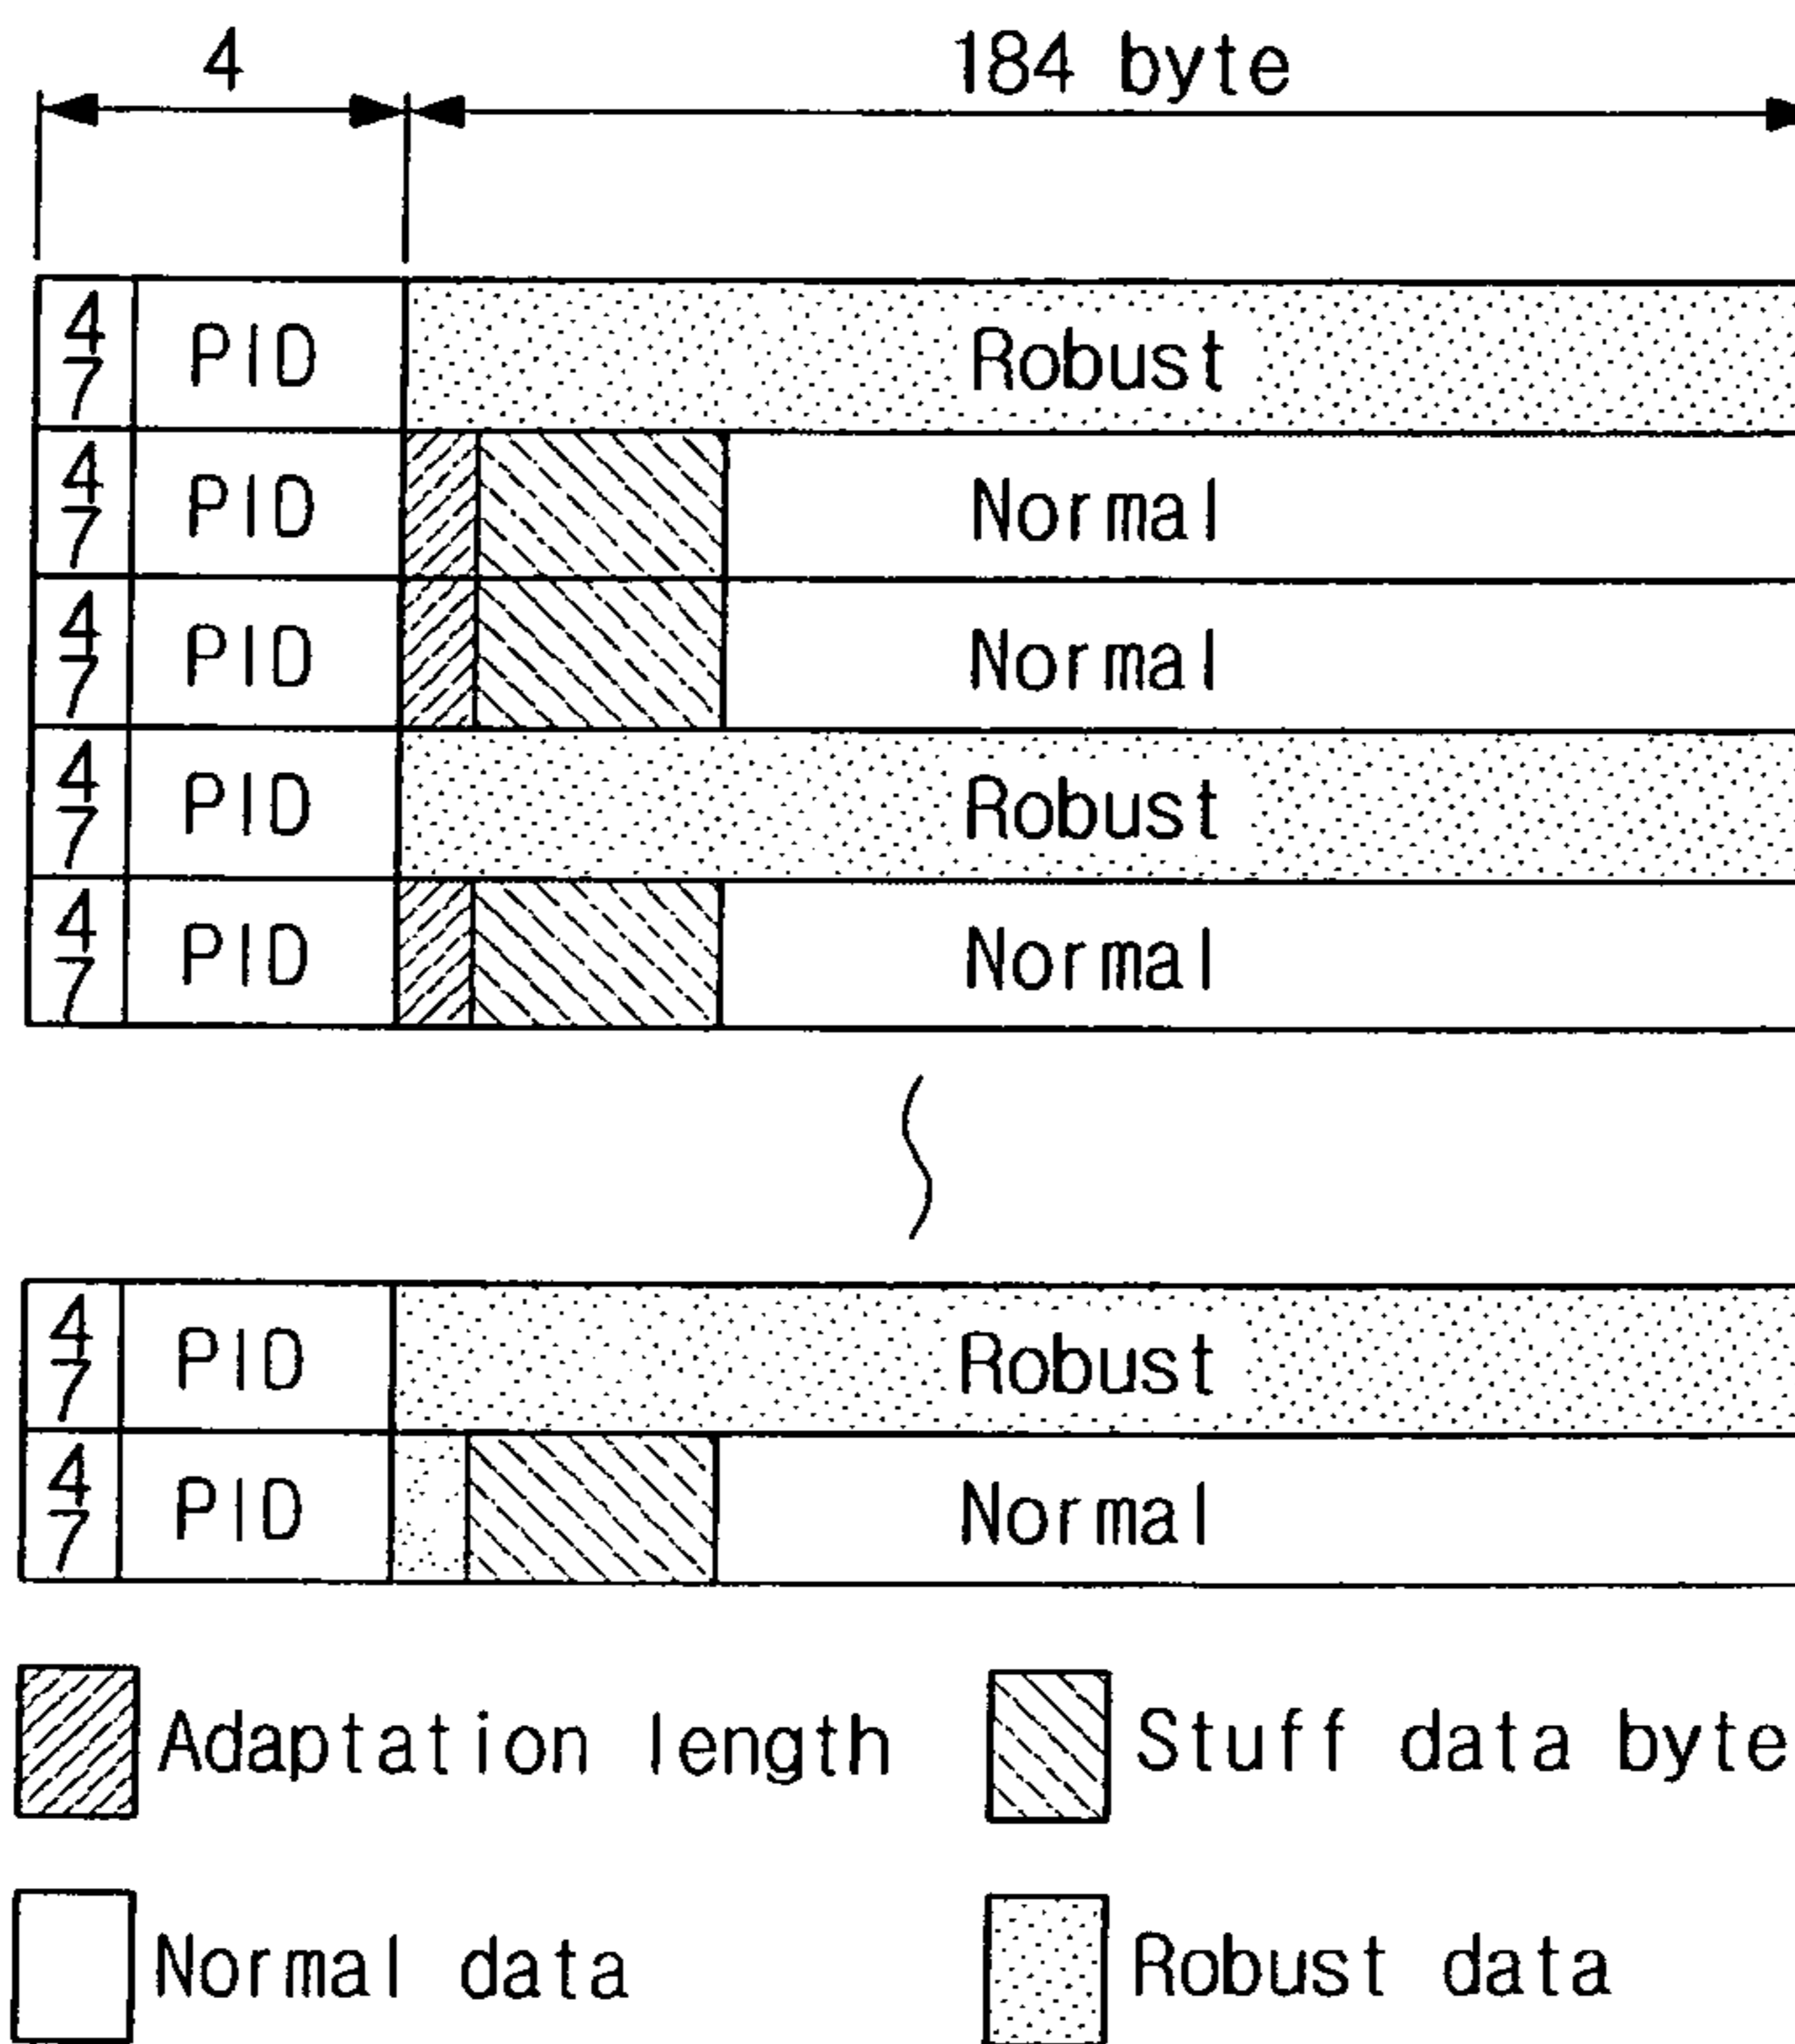 4 184 byte
47 PID Robust
47 PID Normal
47 PID Normal
47 PID Robust
47 PID Normal
47 PID Robust
47 PID Normal
Adaptation length Stuff data byte
Normal data Robust data